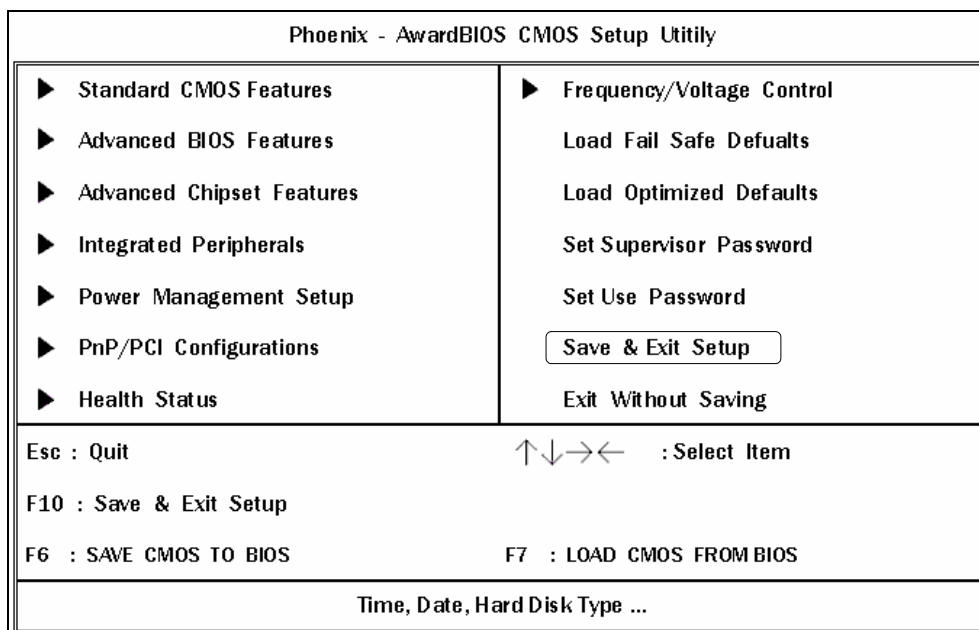 Phoenix - AwardBIOS CMOS Setup Utitily
Standard CMOS Features
Advanced BIOS Features
Advanced Chipset Features
Integrated Peripherals
Power Management Setup
PnP/PCI Configurations
Health Status
Frequency/Voltage Control
Load Fail Safe Defualts
Load Optimized Defaults
Set Supervisor Password
Set Use Password
Save & Exit Setup
Exit Without Saving
Esc : Quit
↑↓→← : Select Item
F10 : Save & Exit Setup
F6 : SAVE CMOS TO BIOS
F7 : LOAD CMOS FROM BIOS
Time, Date, Hard Disk Type ...